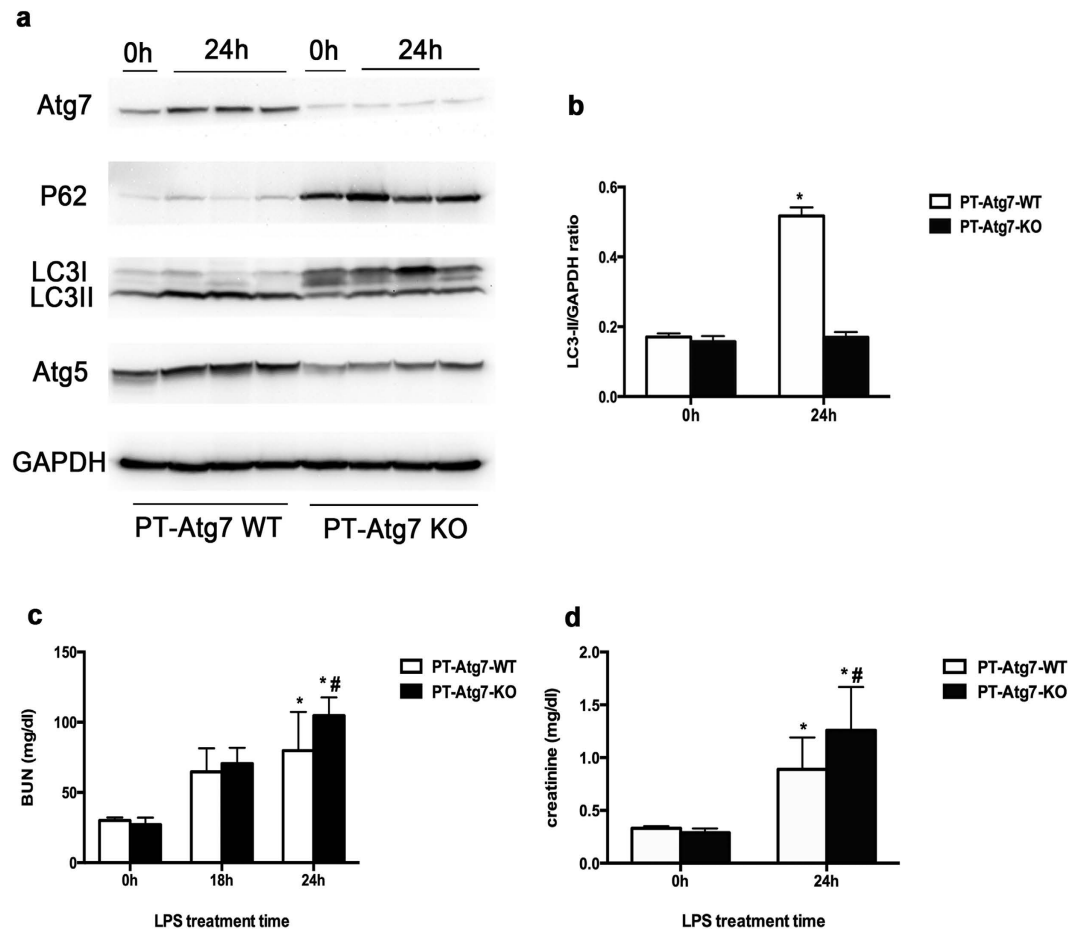 a
0h 24h 0h 24h
Atg7
P62
LC3I
LC3II
Atg5
GAPDH
PT-Atg7 WT PT-Atg7 KO
b
LC3-II/GAPDH ratio
0.6
0.4
0.2
0.0
*
0h 24h
PT-Atg7-WT
PT-Atg7-KO
c
BUN (mg/dl)
150
100
50
0
* *#
0h 18h 24h
LPS treatment time
PT-Atg7-WT
PT-Atg7-KO
d
creatinine (mg/dl)
2.0
1.5
1.0
0.5
0.0
* *#
0h 24h
LPS treatment time
PT-Atg7-WT
PT-Atg7-KO